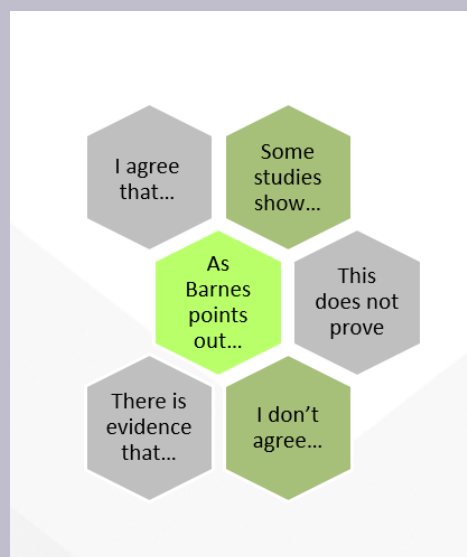 I agree
that...
Some
studies
show...
As
Barnes
points
out...
This
does not
prove
There is
evidence
that...
I don’t
agree...